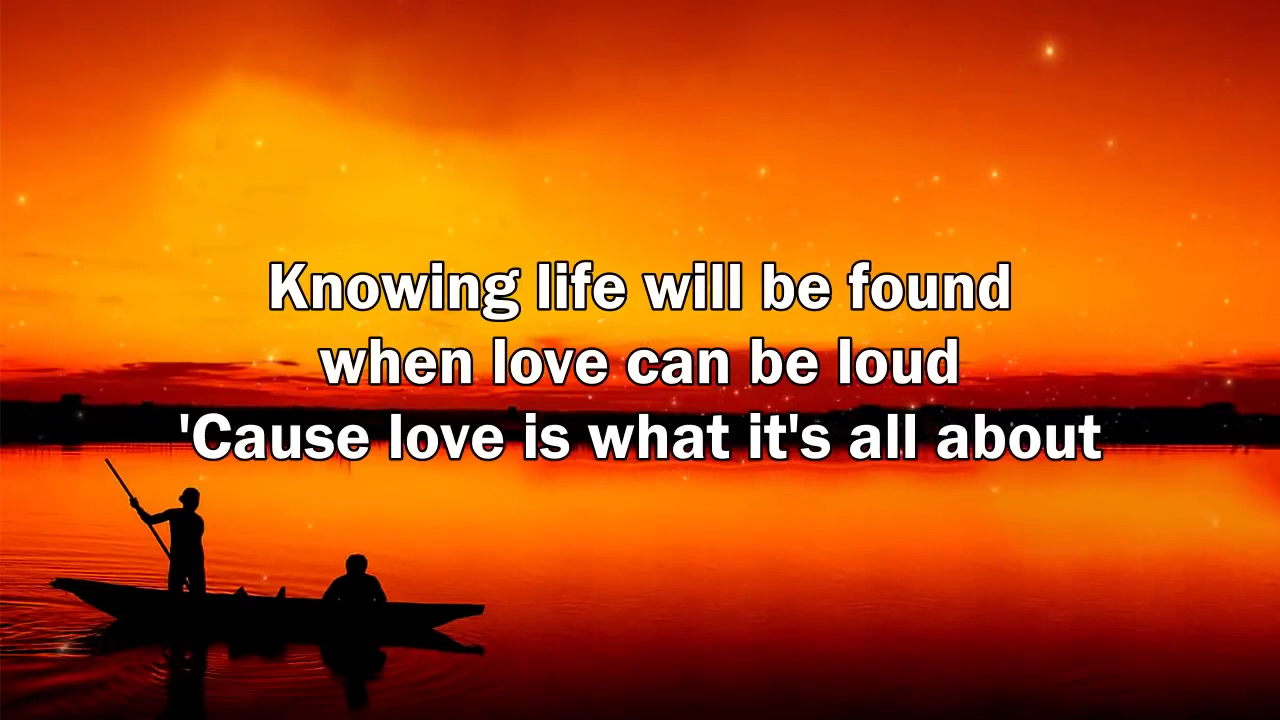 Knowing life will be found
when love can be loud
'Cause love is what it's all about